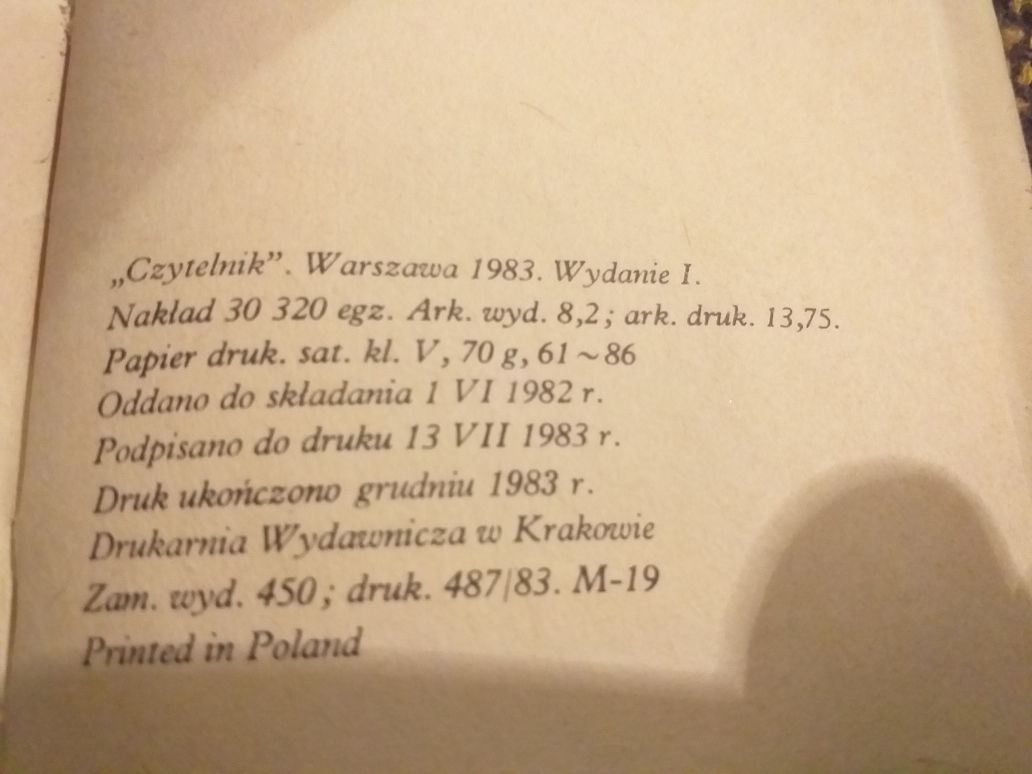 „Czytelnik”. Warszawa 1983. Wydanie I.
Nakład 30 320 egz. Ark. wyd. 8,2; ark. druk. 13,75.
Papier druk. sat. kl. V, 70 g, 61~86
Oddano do składania 1 VI 1982 r.
Podpisano do druku 13 VII 1983 r.
Druk ukończono grudniu 1983 r.
Drukarnia Wydawnicza w Krakowie
Zam. wyd. 450; druk. 487/83. M-19
Printed in Poland